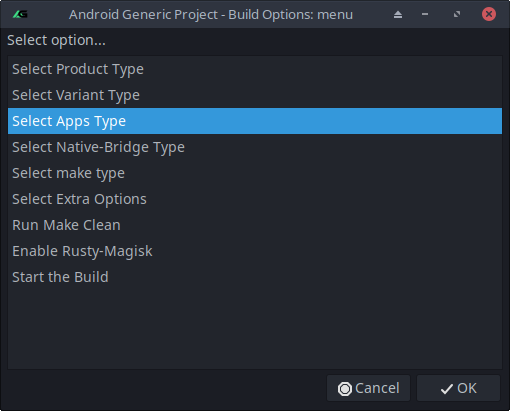 Android Generic Project - Build Options: menu
Select option...
Select Product Type
Select Variant Type
Select Apps Type
Select Native-Bridge Type
Select make type
Select Extra Options
Run Make Clean
Enable Rusty-Magisk
Start the Build
Cancel OK